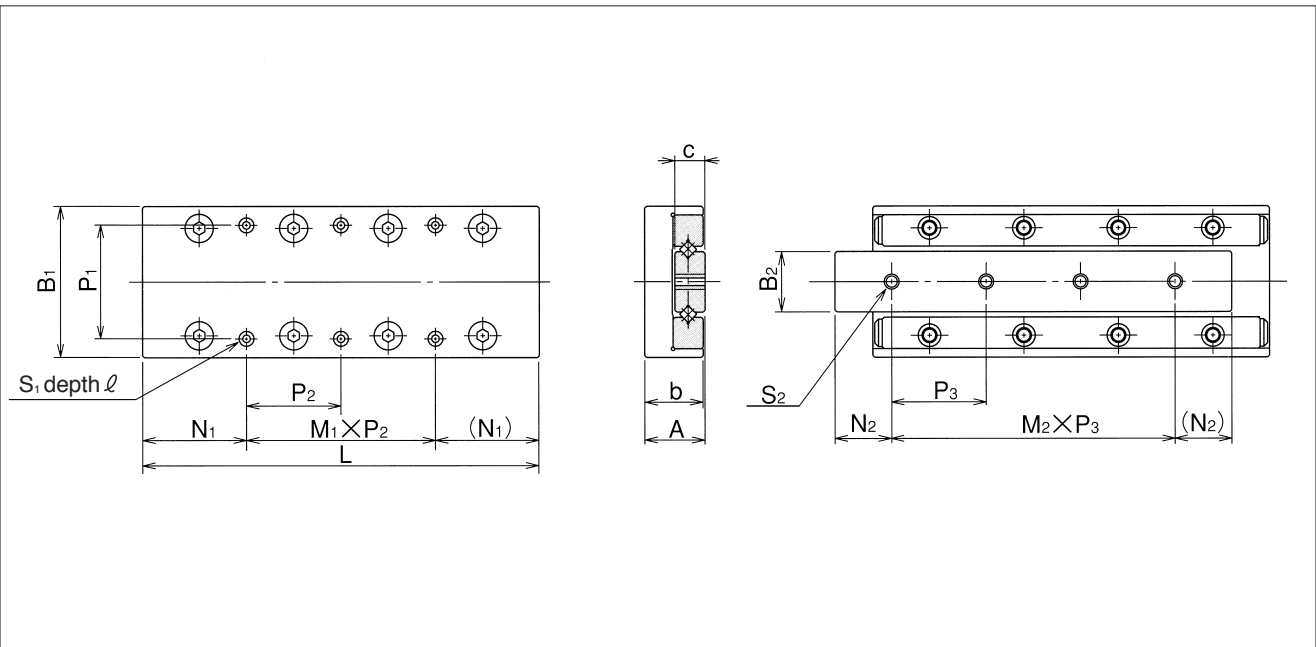 B₁
P₁
S₁ depth ℓ
P₂
N₁
M₁×P₂
(N₁)
L
c
b
A
B₂
S₂
P₃
N₂
M₂×P₃
(N₂)